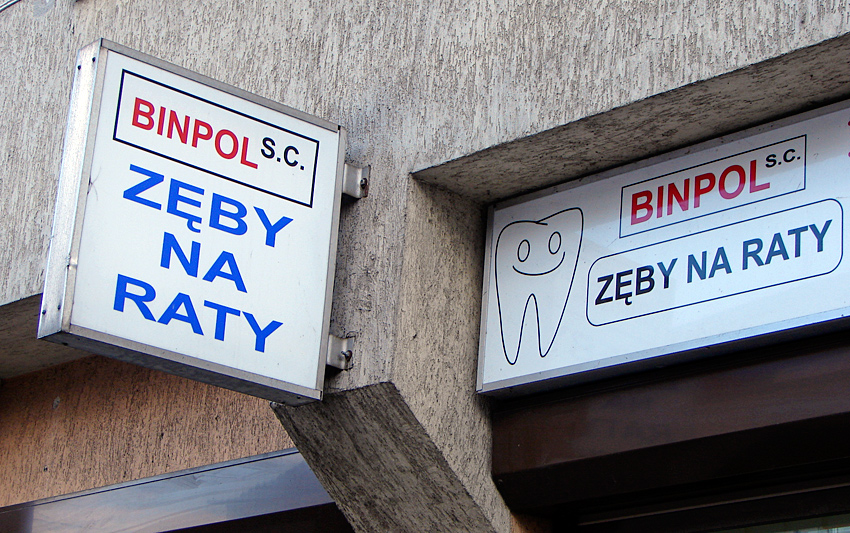 BINPOL S.C.
ZĘBY
NA
RATY
BINPOL S.C.
ZĘBY NA RATY